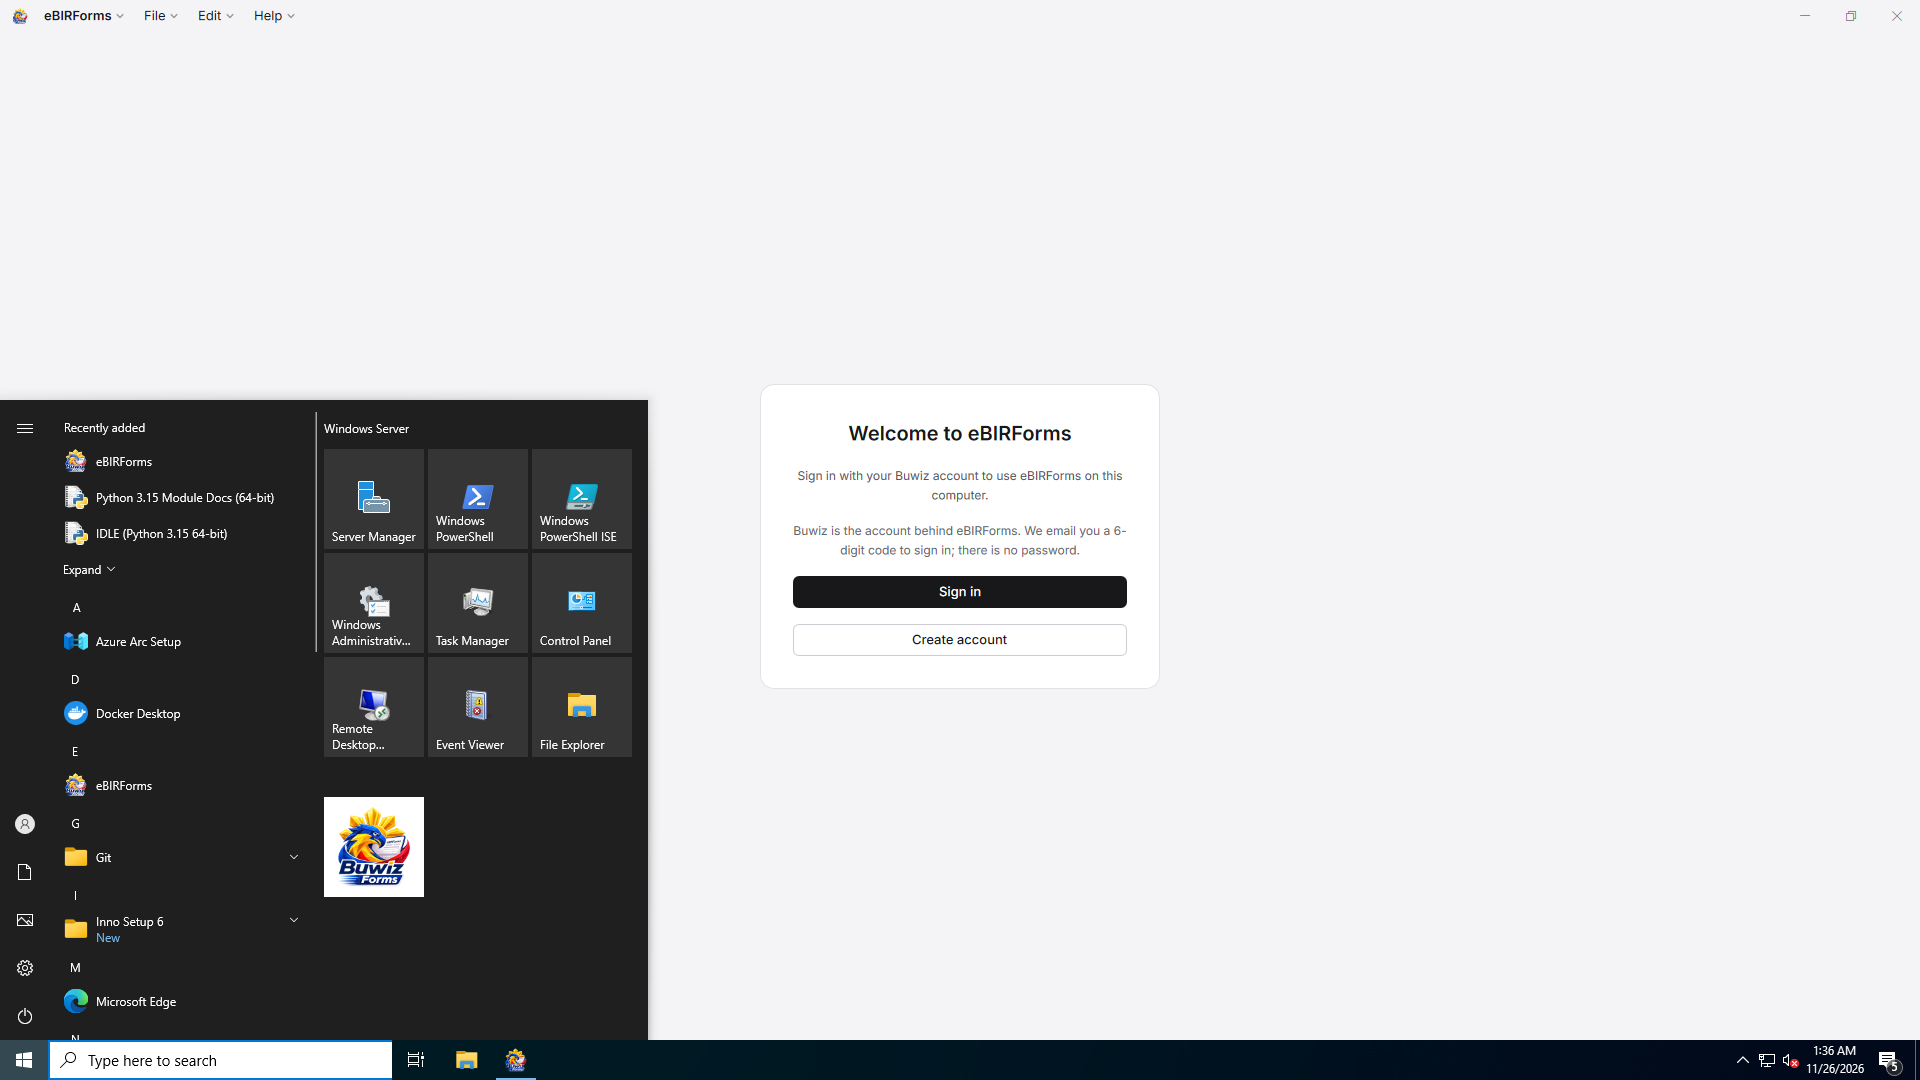 eBIRForms File Edit Help
Welcome to eBIRForms
Sign in with your Buwiz account to use eBIRForms on this
computer.
Buwiz is the account behind eBIRForms. We email you a 6-
digit code to sign in; there is no password.
Sign in
Create account
Recently added
eBIRForms
Python 3.15 Module Docs (64-bit)
IDLE (Python 3.15 64-bit)
Expand
A
Azure Arc Setup
D
Docker Desktop
E
eBIRForms
G
Git
I
Inno Setup 6
New
M
Microsoft Edge
N
Windows Server
Server Manager
Windows
PowerShell
Windows
PowerShell ISE
Windows
Administrativ...
Task Manager
Control Panel
Remote
Desktop...
Event Viewer
File Explorer
Buwiz
Forms
Type here to search
1:36 AM
11/26/2026
5